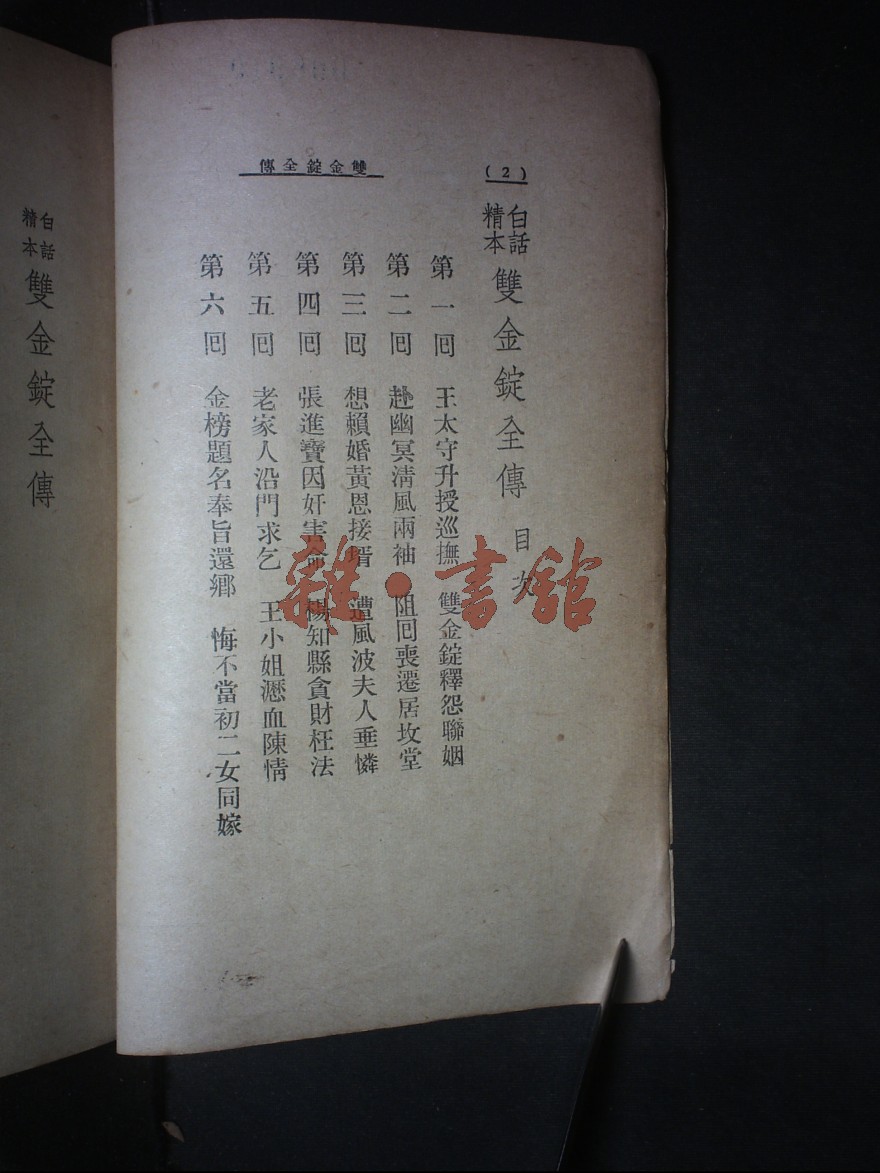 (2)
雙金錠全傳
白話
精本
雙金錠全傳 目次
第一回 王太守升授巡撫 雙金錠釋怨聯姻
第二回 赴幽冥淸風兩袖 阻回喪遷居坟堂
第三回 想賴婚黃恩接壻 遭風波夫人垂憐
第四回 張進寶因奸害命 楊知縣貪財枉法
第五回 老家人沿門求乞 王小姐瀝血陳情
第六回 金榜題名奉旨還鄉 悔不當初二女同嫁
白話
精本
雙金錠全傳
雜·書館